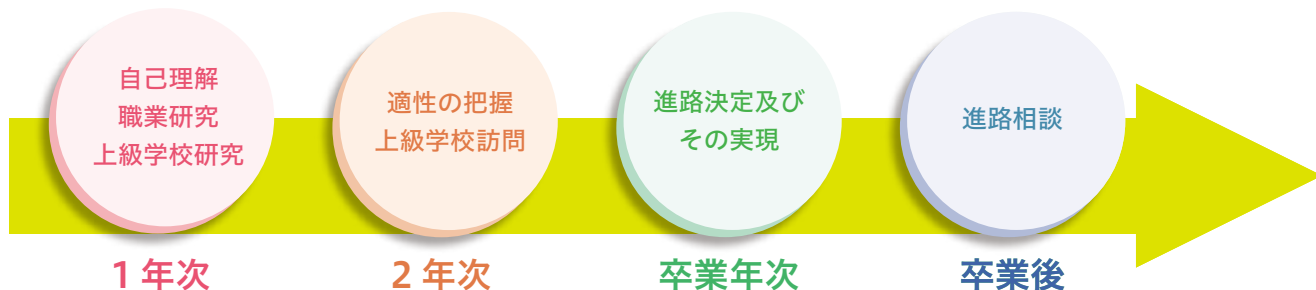 自己理解
職業研究
上級学校研究
適性の把握
上級学校訪問
進路決定及び
その実現
進路相談
1 年次
2 年次
卒業年次
卒業後